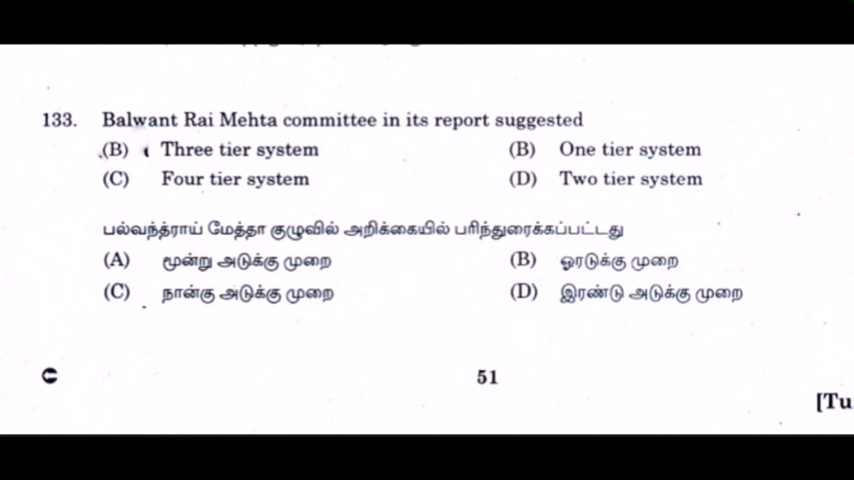 133. Balwant Rai Mehta committee in its report suggested
(B) Three tier system (B) One tier system
(C) Four tier system (D) Two tier system
பல்வந்த்ராய் மேத்தா குழுவில் அறிக்கையில் பரிந்துரைக்கப்பட்டது
(A) மூன்று அடுக்கு முறை (B) ஓரடுக்கு முறை
(C) நான்கு அடுக்கு முறை (D) இரண்டு அடுக்கு முறை
51
[Tu